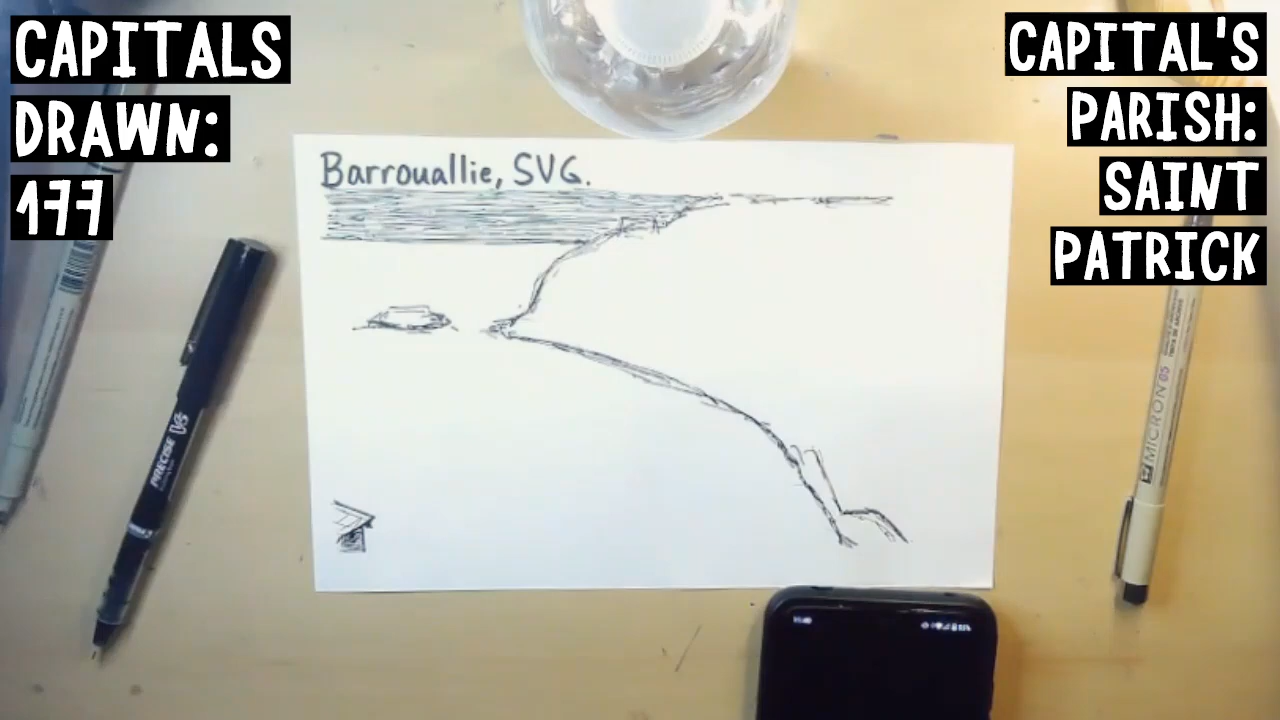 CAPITALS
DRAWN:
177
CAPITAL'S
PARISH:
SAINT
PATRICK
Barrouallie, SVG.
PRECISE V5
MICRON 05